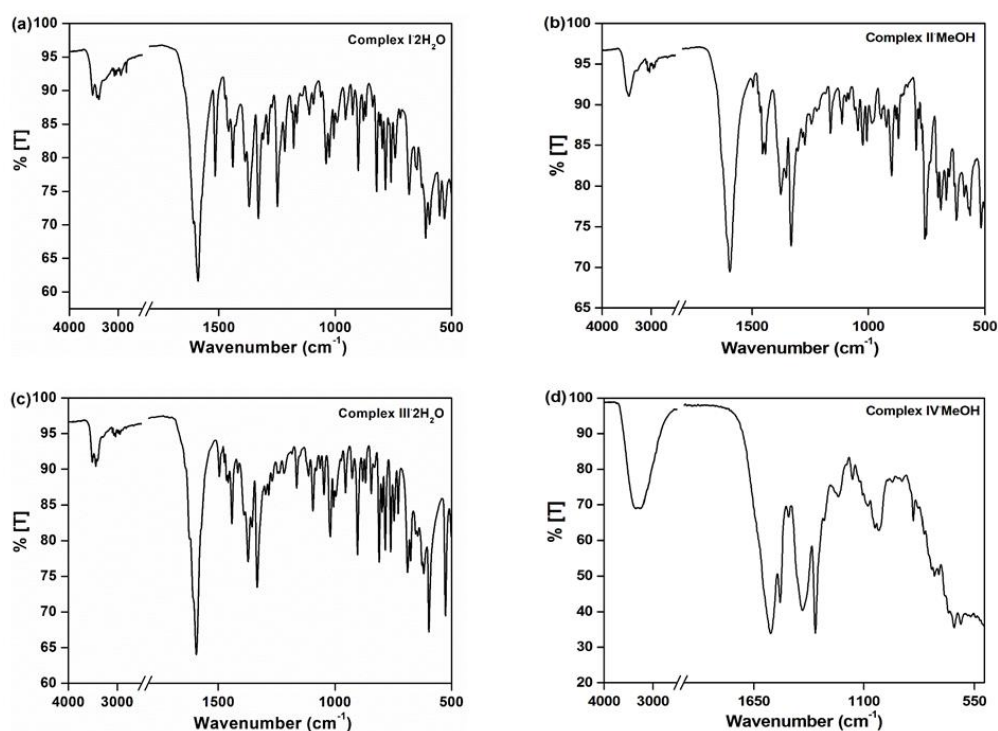 (a)
Complex I·2H₂O
100
95
90
85
80
75
70
65
60
% [T]
4000 3000 1500 1000 500
Wavenumber (cm⁻¹)
(b)
Complex II·MeOH
100
95
90
85
80
75
70
65
% [T]
4000 3000 1500 1000 500
Wavenumber (cm⁻¹)
(c)
Complex III·2H₂O
100
95
90
85
80
75
70
65
60
% [T]
4000 3000 1500 1000 500
Wavenumber (cm⁻¹)
(d)
Complex IV·MeOH
100
90
80
70
60
50
40
30
20
% [T]
4000 3000 1650 1100 550
Wavenumber (cm⁻¹)